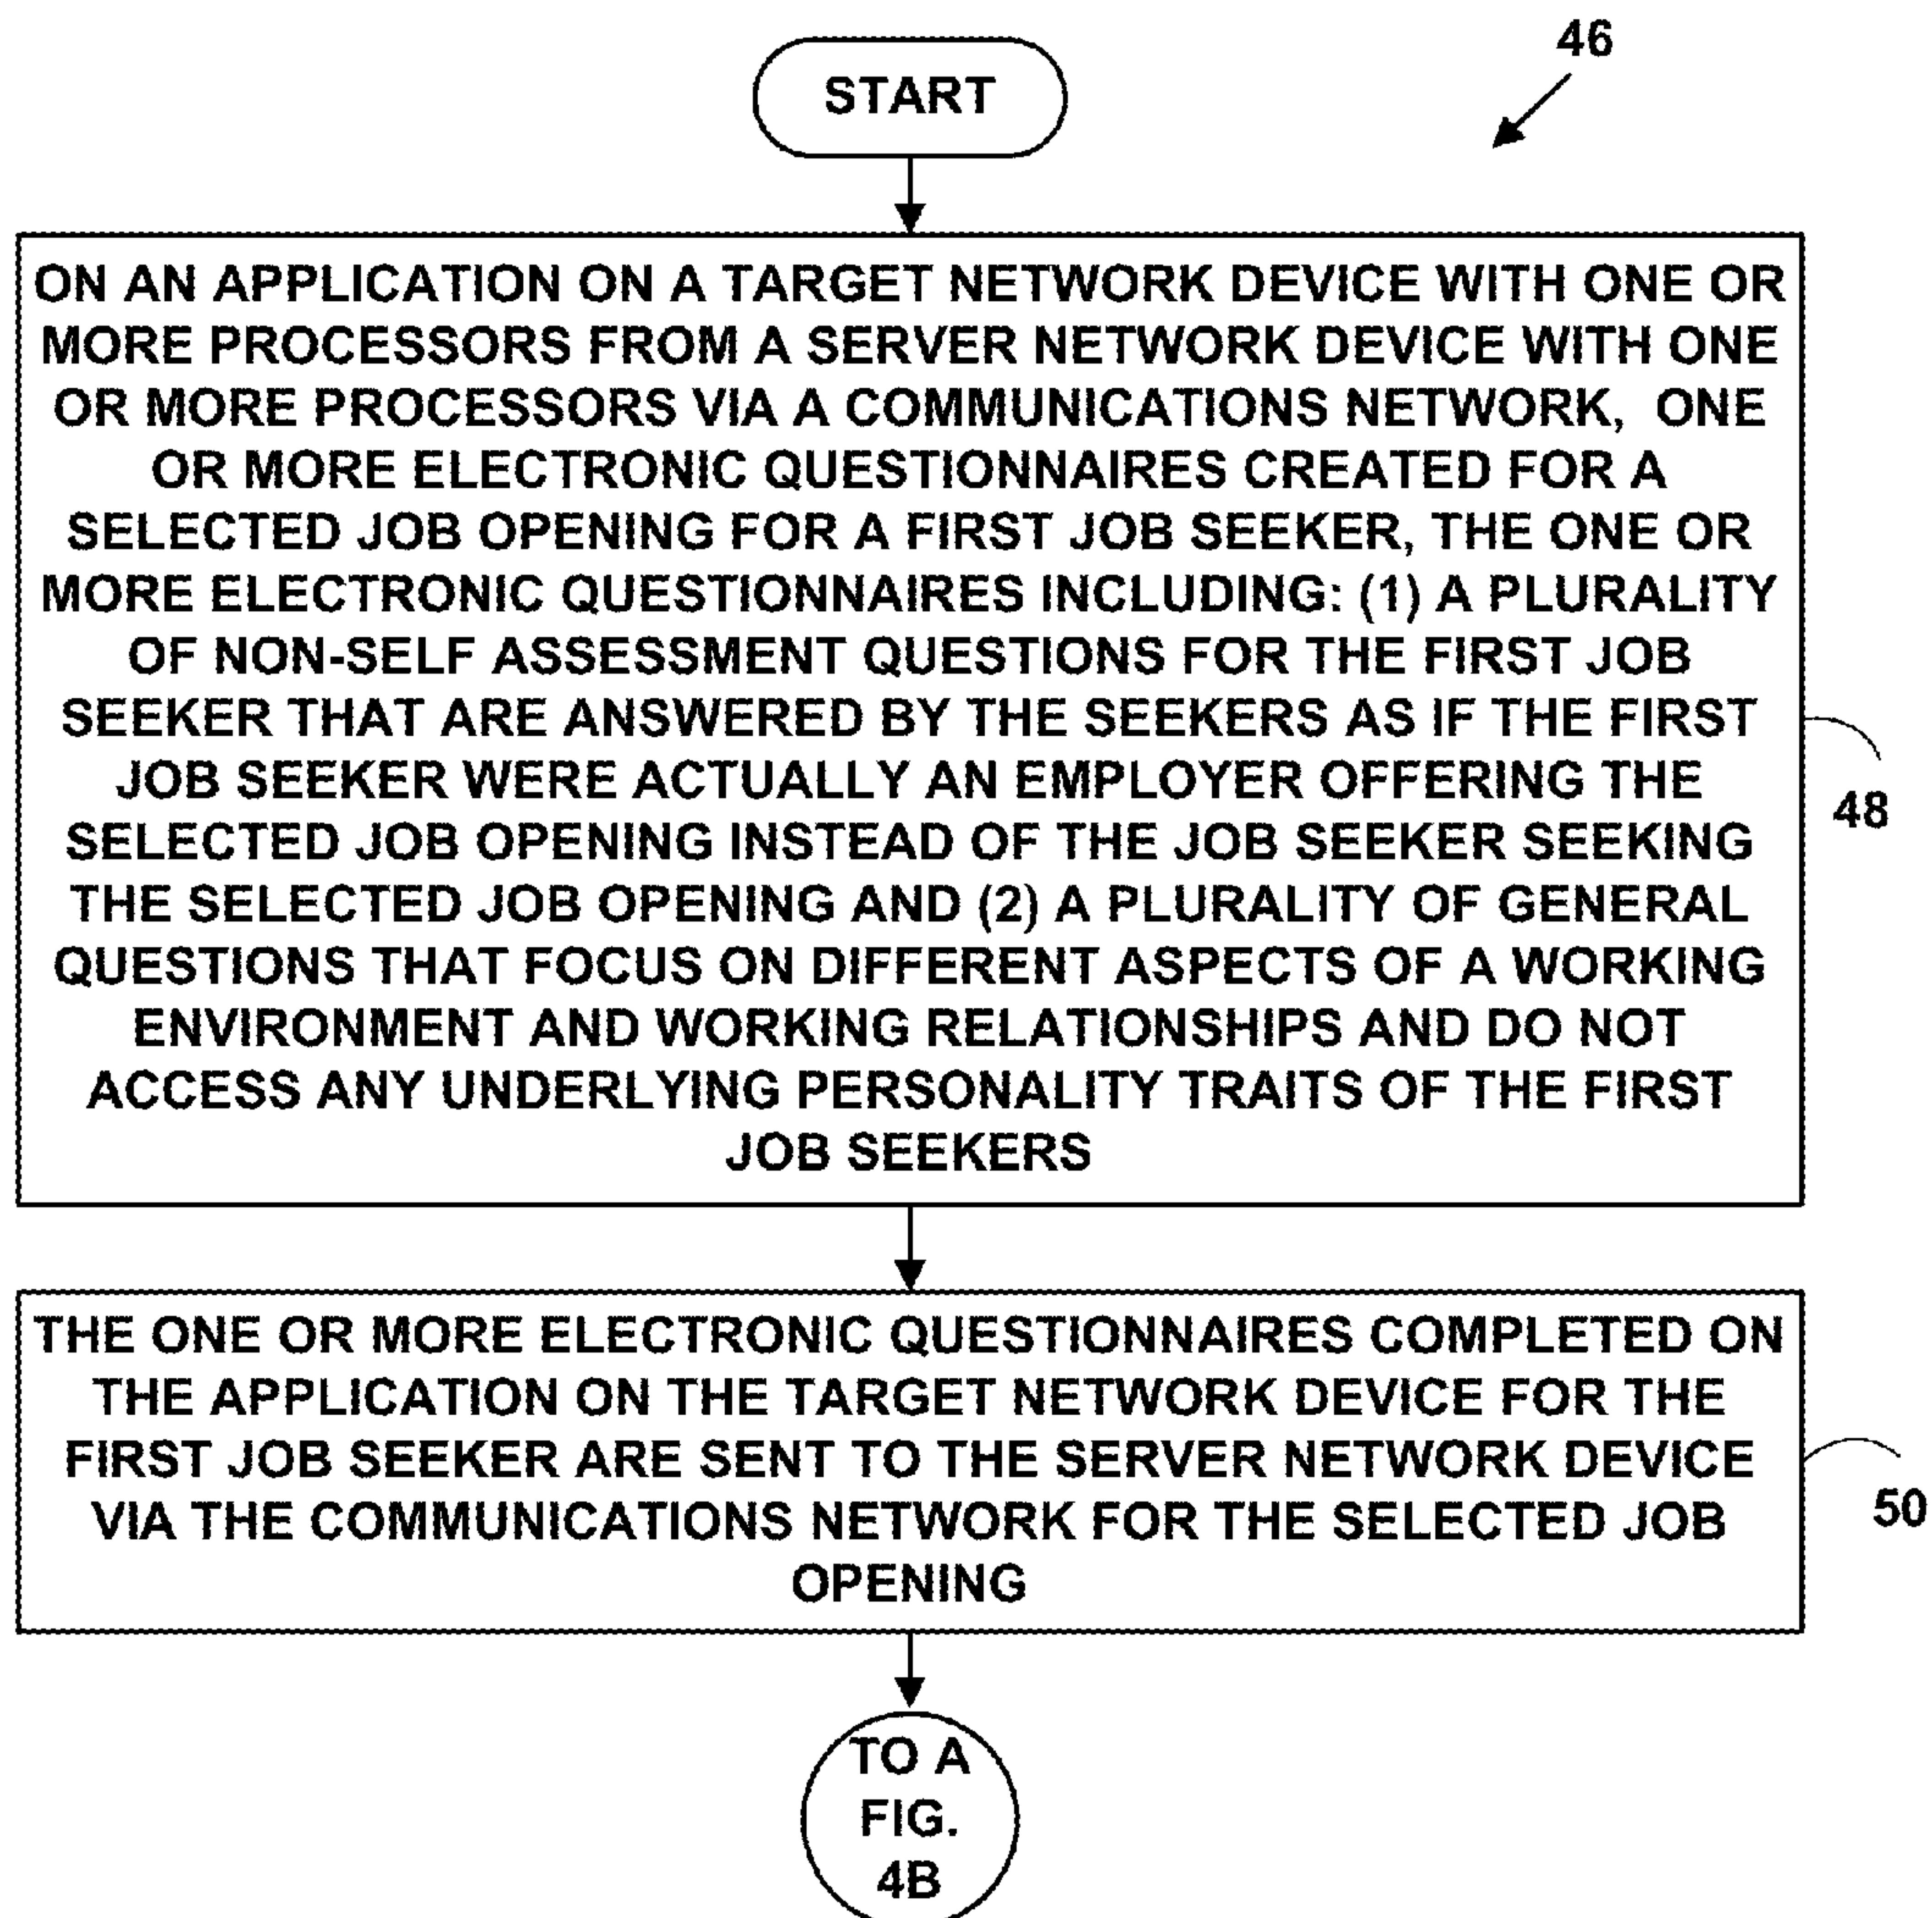 46
START
ON AN APPLICATION ON A TARGET NETWORK DEVICE WITH ONE OR
MORE PROCESSORS FROM A SERVER NETWORK DEVICE WITH ONE
OR MORE PROCESSORS VIA A COMMUNICATIONS NETWORK, ONE
OR MORE ELECTRONIC QUESTIONNAIRES CREATED FOR A
SELECTED JOB OPENING FOR A FIRST JOB SEEKER, THE ONE OR
MORE ELECTRONIC QUESTIONNAIRES INCLUDING: (1) A PLURALITY
OF NON-SELF ASSESSMENT QUESTIONS FOR THE FIRST JOB
SEEKER THAT ARE ANSWERED BY THE SEEKERS AS IF THE FIRST
JOB SEEKER WERE ACTUALLY AN EMPLOYER OFFERING THE
SELECTED JOB OPENING INSTEAD OF THE JOB SEEKER SEEKING
THE SELECTED JOB OPENING AND (2) A PLURALITY OF GENERAL
QUESTIONS THAT FOCUS ON DIFFERENT ASPECTS OF A WORKING
ENVIRONMENT AND WORKING RELATIONSHIPS AND DO NOT
ACCESS ANY UNDERLYING PERSONALITY TRAITS OF THE FIRST
JOB SEEKERS
48
THE ONE OR MORE ELECTRONIC QUESTIONNAIRES COMPLETED ON
THE APPLICATION ON THE TARGET NETWORK DEVICE FOR THE
FIRST JOB SEEKER ARE SENT TO THE SERVER NETWORK DEVICE
VIA THE COMMUNICATIONS NETWORK FOR THE SELECTED JOB
OPENING
50
TO A
FIG.
4B